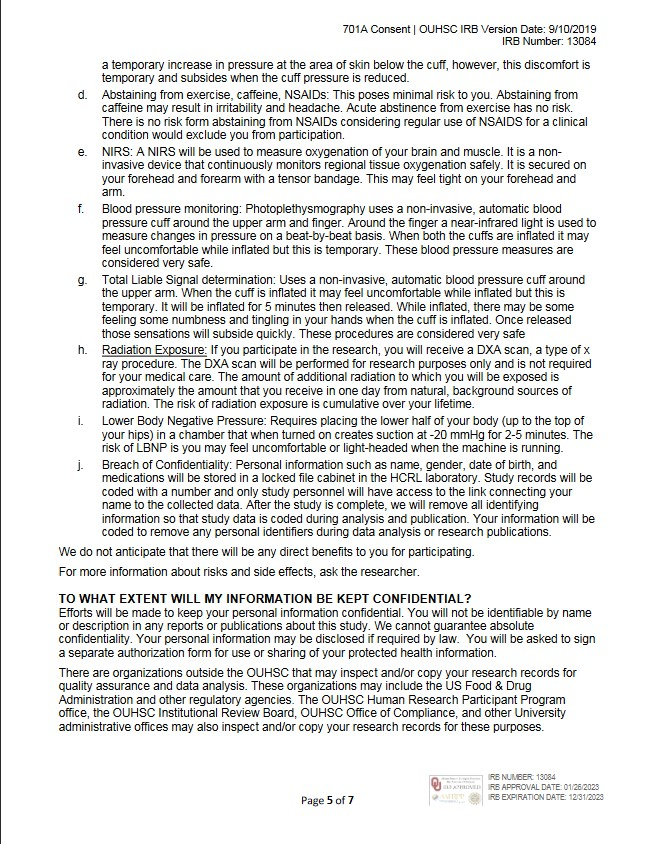 701A Consent | OUHSC IRB Version Date: 9/10/2019
IRB Number: 13084
a temporary increase in pressure at the area of skin below the cuff, however, this discomfort is
temporary and subsides when the cuff pressure is reduced.
d. Abstaining from exercise, caffeine, NSAIDs: This poses minimal risk to you. Abstaining from
caffeine may result in irritability and headache. Acute abstinence from exercise has no risk.
There is no risk form abstaining from NSAIDs considering regular use of NSAIDS for a clinical
condition would exclude you from participation.
e. NIRS: A NIRS will be used to measure oxygenation of your brain and muscle. It is a non-
invasive device that continuously monitors regional tissue oxygenation safely. It is secured on
your forehead and forearm with a tensor bandage. This may feel tight on your forehead and
arm.
f. Blood pressure monitoring: Photoplethysmography uses a non-invasive, automatic blood
pressure cuff around the upper arm and finger. Around the finger a near-infrared light is used to
measure changes in pressure on a beat-by-beat basis. When both the cuffs are inflated it may
feel uncomfortable while inflated but this is temporary. These blood pressure measures are
considered very safe.
g. Total Liable Signal determination: Uses a non-invasive, automatic blood pressure cuff around
the upper arm. When the cuff is inflated it may feel uncomfortable while inflated but this is
temporary. It will be inflated for 5 minutes then released. While inflated, there may be some
feeling some numbness and tingling in your hands when the cuff is inflated. Once released
those sensations will subside quickly. These procedures are considered very safe
h. Radiation Exposure: If you participate in the research, you will receive a DXA scan, a type of x
ray procedure. The DXA scan will be performed for research purposes only and is not required
for your medical care. The amount of additional radiation to which you will be exposed is
approximately the amount that you receive in one day from natural, background sources of
radiation. The risk of radiation exposure is cumulative over your lifetime.
i. Lower Body Negative Pressure: Requires placing the lower half of your body (up to the top of
your hips) in a chamber that when turned on creates suction at -20 mmHg for 2-5 minutes. The
risk of LBNP is you may feel uncomfortable or light-headed when the machine is running.
j. Breach of Confidentiality: Personal information such as name, gender, date of birth, and
medications will be stored in a locked file cabinet in the HCRL laboratory. Study records will be
coded with a number and only study personnel will have access to the link connecting your
name to the collected data. After the study is complete, we will remove all identifying
information so that study data is coded during analysis and publication. Your information will be
coded to remove any personal identifiers during data analysis or research publications.
We do not anticipate that there will be any direct benefits to you for participating.
For more information about risks and side effects, ask the researcher.
TO WHAT EXTENT WILL MY INFORMATION BE KEPT CONFIDENTIAL?
Efforts will be made to keep your personal information confidential. You will not be identifiable by name
or description in any reports or publications about this study. We cannot guarantee absolute
confidentiality. Your personal information may be disclosed if required by law. You will be asked to sign
a separate authorization form for use or sharing of your protected health information.
There are organizations outside the OUHSC that may inspect and/or copy your research records for
quality assurance and data analysis. These organizations may include the US Food & Drug
Administration and other regulatory agencies. The OUHSC Human Research Participant Program
office, the OUHSC Institutional Review Board, OUHSC Office of Compliance, and other University
administrative offices may also inspect and/or copy your research records for these purposes.
Page 5 of 7
IRB NUMBER: 13084
IRB APPROVAL DATE: 01/26/2023
IRB EXPIRATION DATE: 12/31/2023